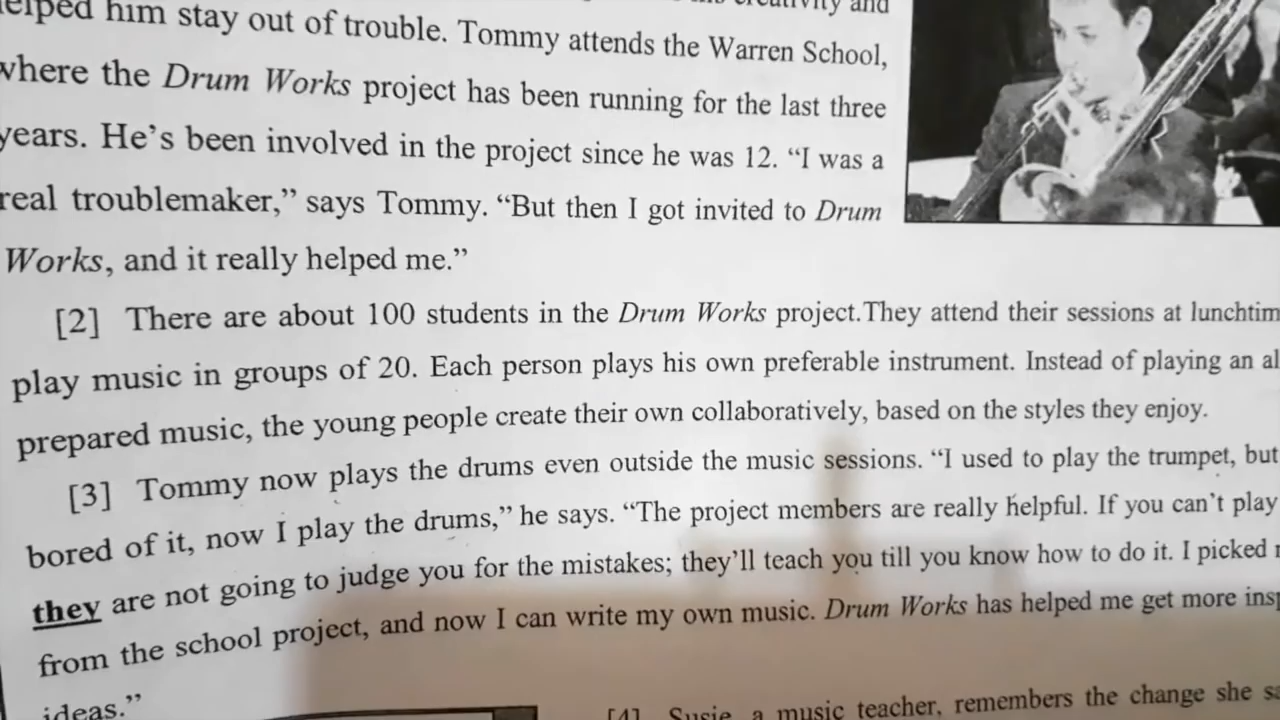 helped him stay out of trouble. Tommy attends the Warren School,
where the Drum Works project has been running for the last three
years. He's been involved in the project since he was 12. “I was a
real troublemaker,” says Tommy. “But then I got invited to Drum
Works, and it really helped me.”
[2] There are about 100 students in the Drum Works project.They attend their sessions at
play music in groups of 20. Each person plays his own preferable instrument. Instead of playing an
prepared music, the young people create their own collaboratively, based on the styles they enjoy.
[3] Tommy now plays the drums even outside the music sessions. “I used to play the trumpet, but
bored of it, now I play the drums,” he says. “The project members are really helpful. If you can't play
they are not going to judge you for the mistakes; they'll teach you till you know how to do it. I picked
from the school project, and now I can write my own music. Drum Works has helped me get more
ideas.”
[4] Susie, a music teacher, remembers the change she